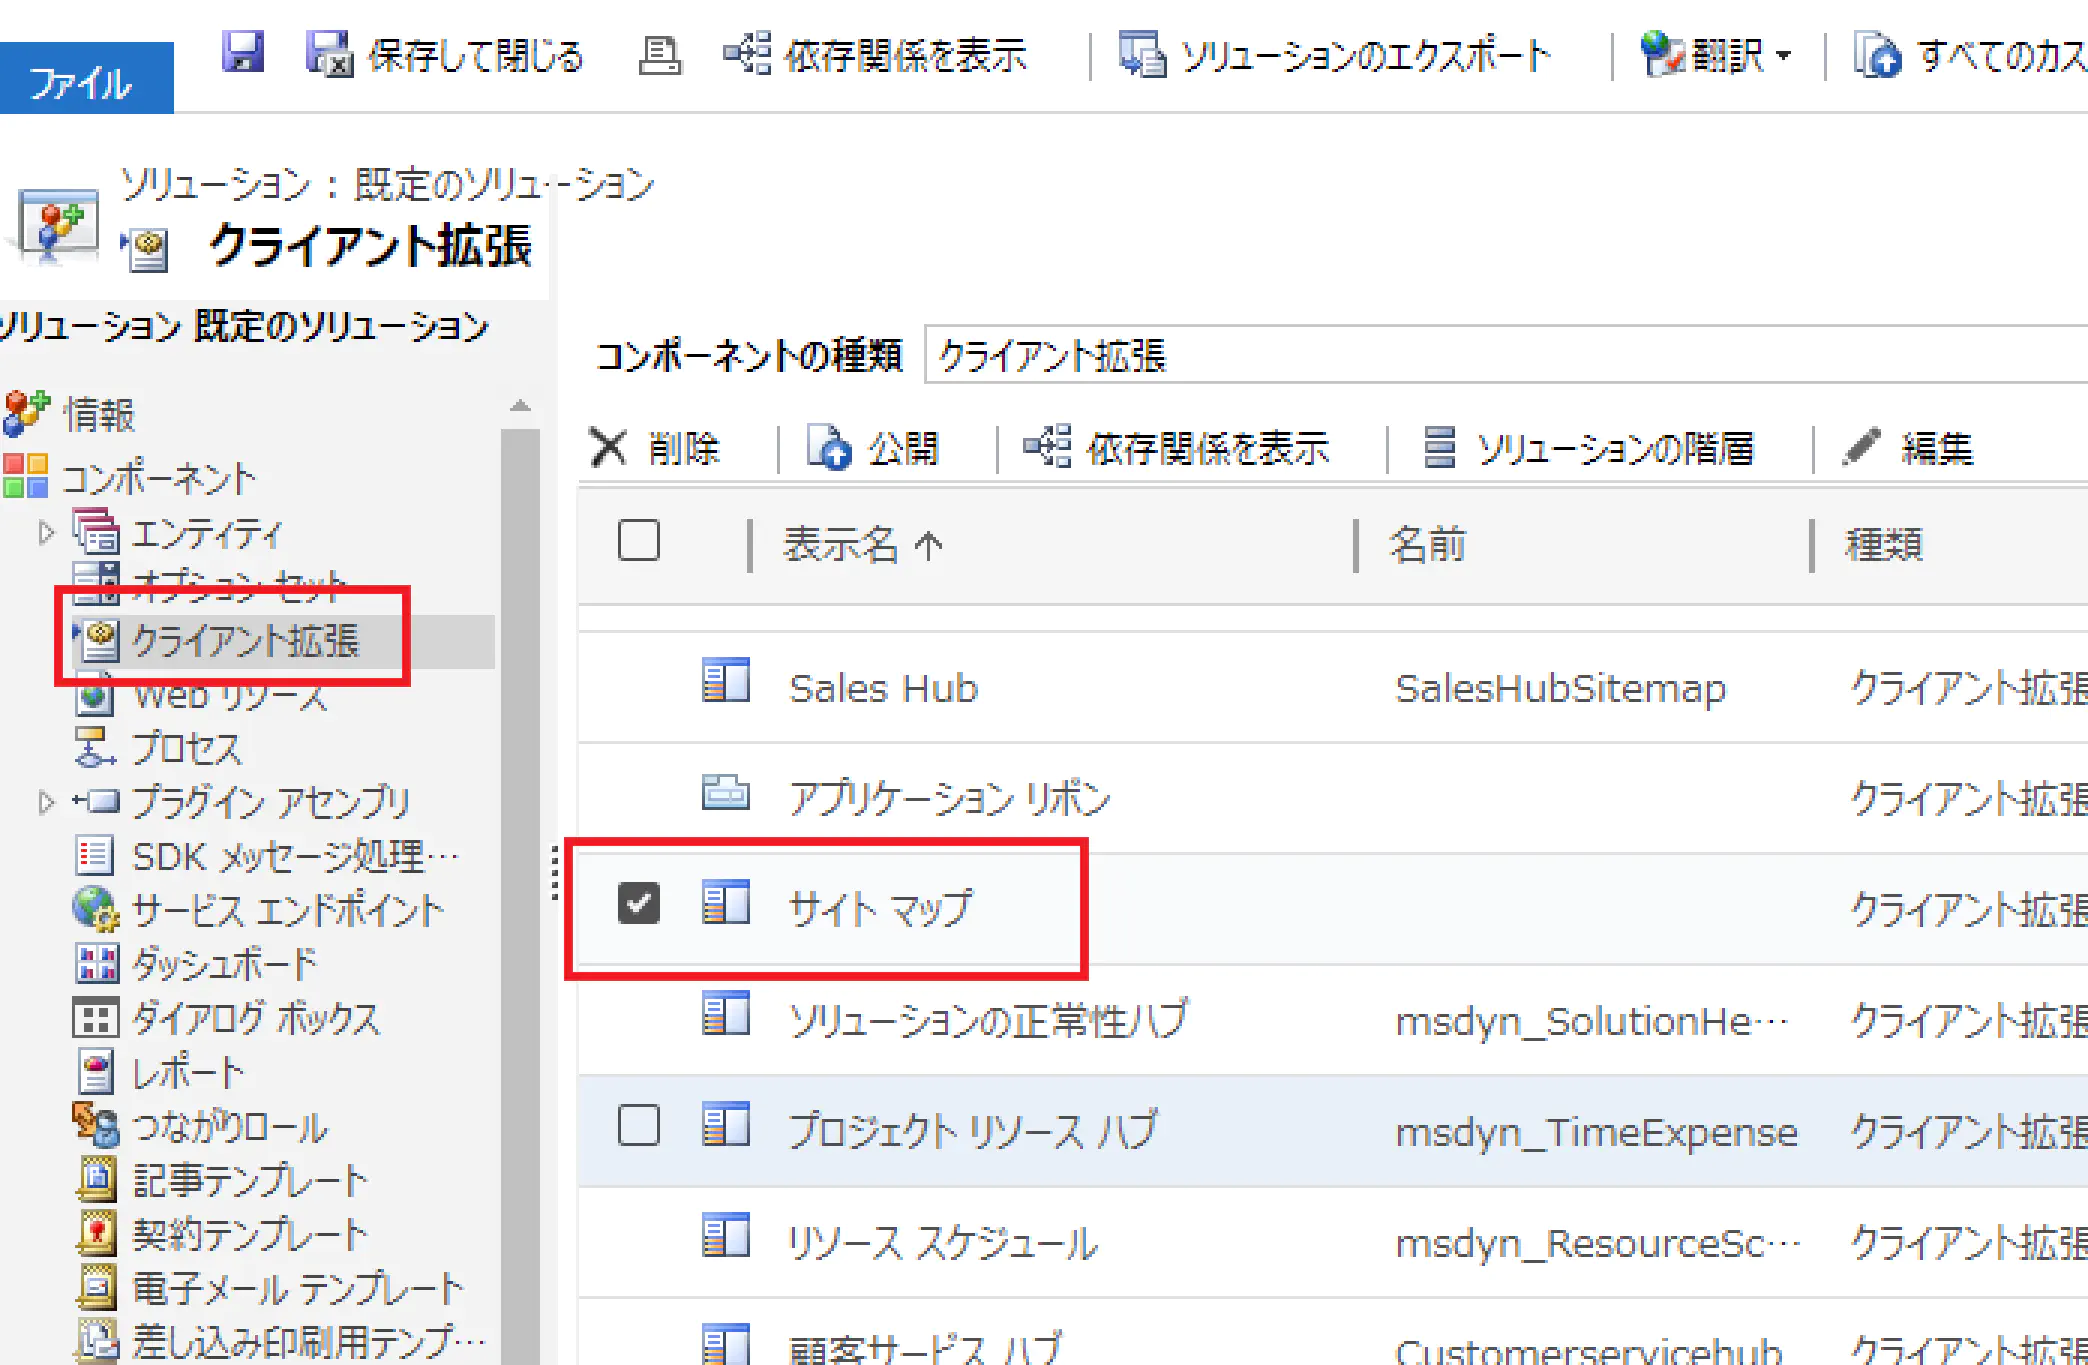 ファイル
保存して閉じる 依存関係を表示 ソリューションのエクスポート 翻訳 すべてのカス
ソリューション : 既定のソリューション
クライアント拡張
ソリューション 既定のソリューション
情報
コンポーネント
エンティティ
オプション セット
クライアント拡張
Web リソース
プロセス
プラグイン アセンブリ
SDK メッセージ処理…
サービス エンドポイント
ダッシュボード
ダイアログ ボックス
レポート
つながりロール
記事テンプレート
契約テンプレート
電子メール テンプレート
差し込み印刷用テンプ…
コンポーネントの種類 クライアント拡張
削除 公開 依存関係を表示 ソリューションの階層 編集
表示名 ↑ 名前 種類
Sales Hub SalesHubSitemap クライアント拡張
アプリケーション リボン クライアント拡張
サイト マップ クライアント拡張
ソリューションの正常性ハブ msdyn_SolutionHe… クライアント拡張
プロジェクト リソース ハブ msdyn_TimeExpense クライアント拡張
リソース スケジュール msdyn_ResourceSc… クライアント拡張
顧客サービス ハブ Customerservicehub クライアント拡張